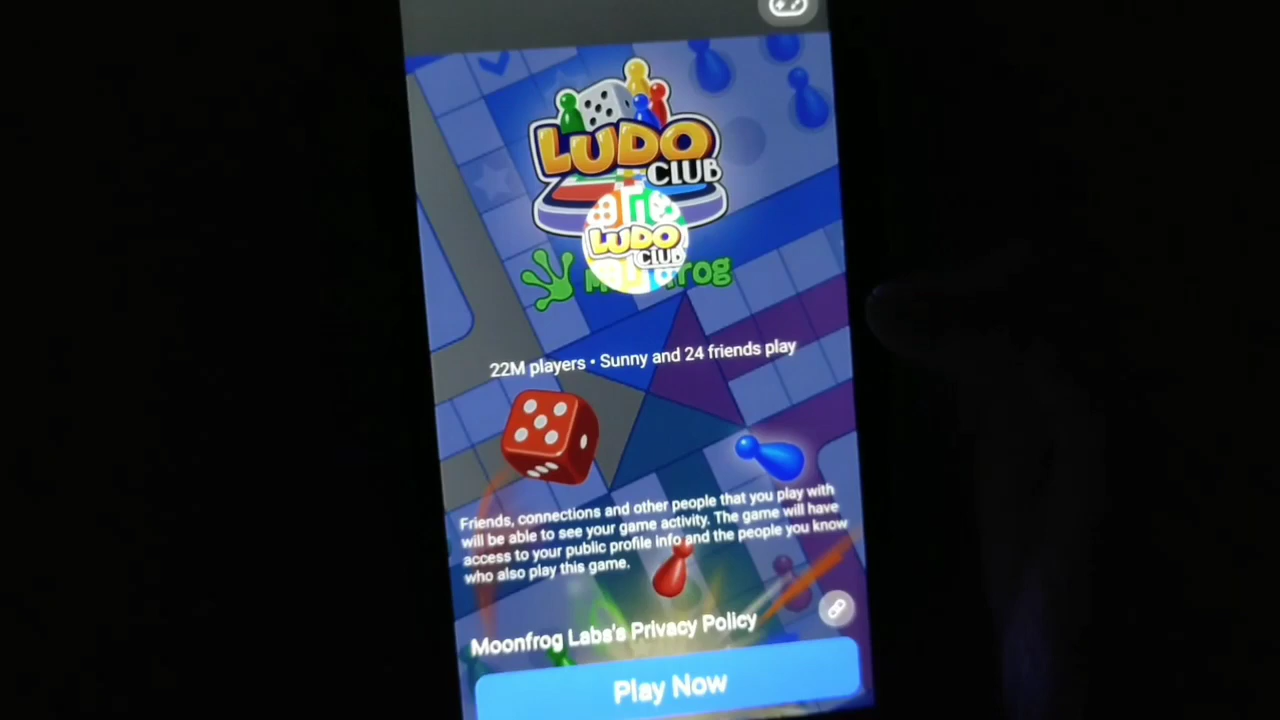 LUDO
CLUB
LUDO
CLUB
frog
22M players • Sunny and 24 friends play
Friends, connections and other people that you play with
will be able to see your game activity. The game will have
access to your public profile info and the people you know
who also play this game.
Moonfrog Labs's Privacy Policy
Play Now